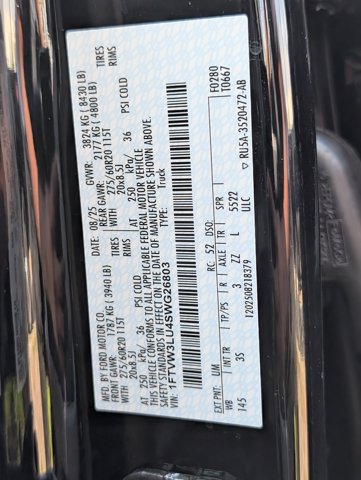 MFD. BY FORD MOTOR CO.
DATE: 08/25 GVWR: 3824 KG ( 8430 LB)
FRONT GAWR: 1787 KG ( 3940 LB) REAR GAWR: 2177 KG ( 4800 LB)
WITH 275/60R20 115T TIRES WITH 275/60R20 115T TIRES
20x8.5J RIMS 20x8.5J RIMS
AT 250 kPa/ 36 PSI COLD AT 250 kPa/ 36 PSI COLD
THIS VEHICLE CONFORMS TO ALL APPLICABLE FEDERAL MOTOR VEHICLE
SAFETY STANDARDS IN EFFECT ON THE DATE OF MANUFACTURE SHOWN ABOVE.
VIN: 1FTVW3LU4SWG26803 TYPE: Truck
F0280
T0667
EXT PNT: UM RC: 52 DSO:
WB INT TR TP/PS R AXLE TR SPR
145 3S 3 ZZ L 5522
ULC
1202508218379 RU5A-3520472-AB